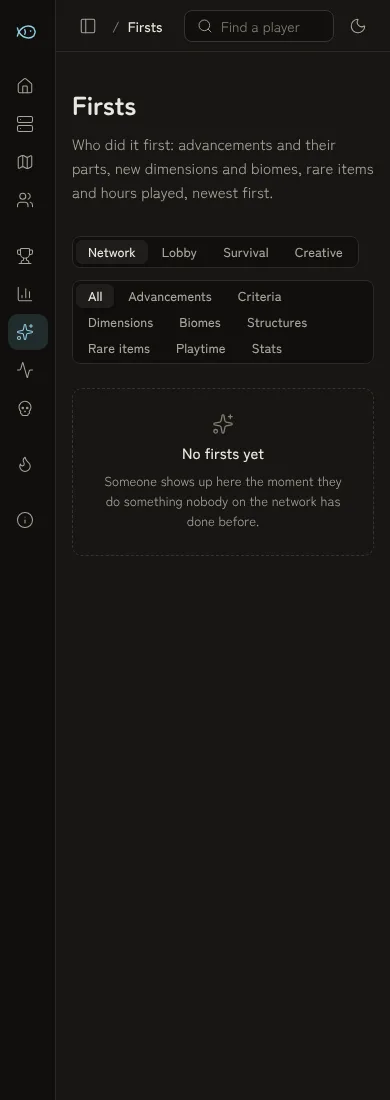 / Firsts
Find a player
Firsts
Who did it first: advancements and their
parts, new dimensions and biomes, rare items
and hours played, newest first.
Network Lobby Survival Creative
All Advancements Criteria
Dimensions Biomes Structures
Rare items Playtime Stats
No firsts yet
Someone shows up here the moment they
do something nobody on the network has
done before.